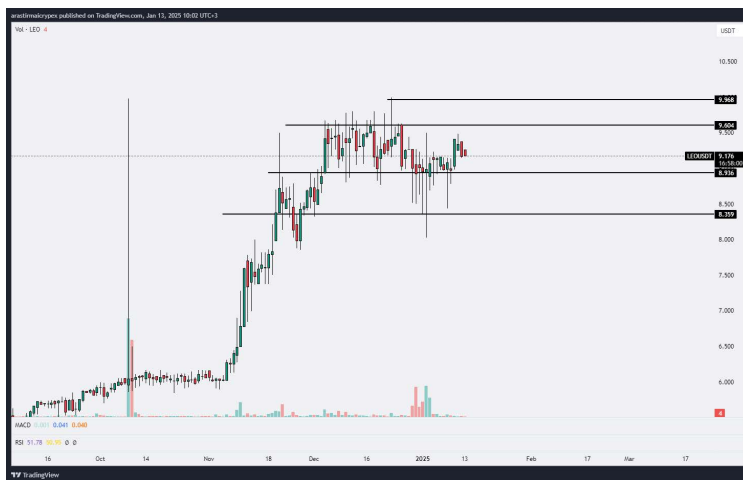 arastirmaicrypex published on TradingView.com, Jan 13, 2025 10:02 UTC+3
Vol · LEO 4
USDT
10.500
9.968
9.604
9.500
LEOUSDT 9.176
16:58:00
8.936
8.500
8.359
8.000
7.500
7.000
6.500
6.000
4
MACD 0.001 0.041 0.040
RSI 51.78 50.95 Ø Ø
16 Oct 14 Nov 18 Dec 16 2025 13 Feb 17 Mar 17
TradingView